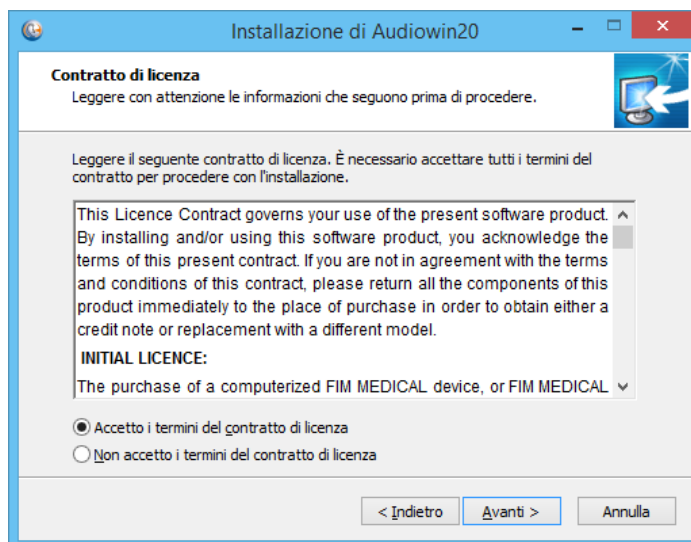 Installazione di Audiowin20
Contratto di licenza
Leggere con attenzione le informazioni che seguono prima di procedere.
Leggere il seguente contratto di licenza. È necessario accettare tutti i termini del
contratto per procedere con l'installazione.
This Licence Contract governs your use of the present software product.
By installing and/or using this software product, you acknowledge the
terms of this present contract. If you are not in agreement with the terms
and conditions of this contract, please return all the components of this
product immediately to the place of purchase in order to obtain either a
credit note or replacement with a different model.
INITIAL LICENCE:
The purchase of a computerized FIM MEDICAL device, or FIM MEDICAL
Accetto i termini del contratto di licenza
Non accetto i termini del contratto di licenza
< Indietro Avanti > Annulla